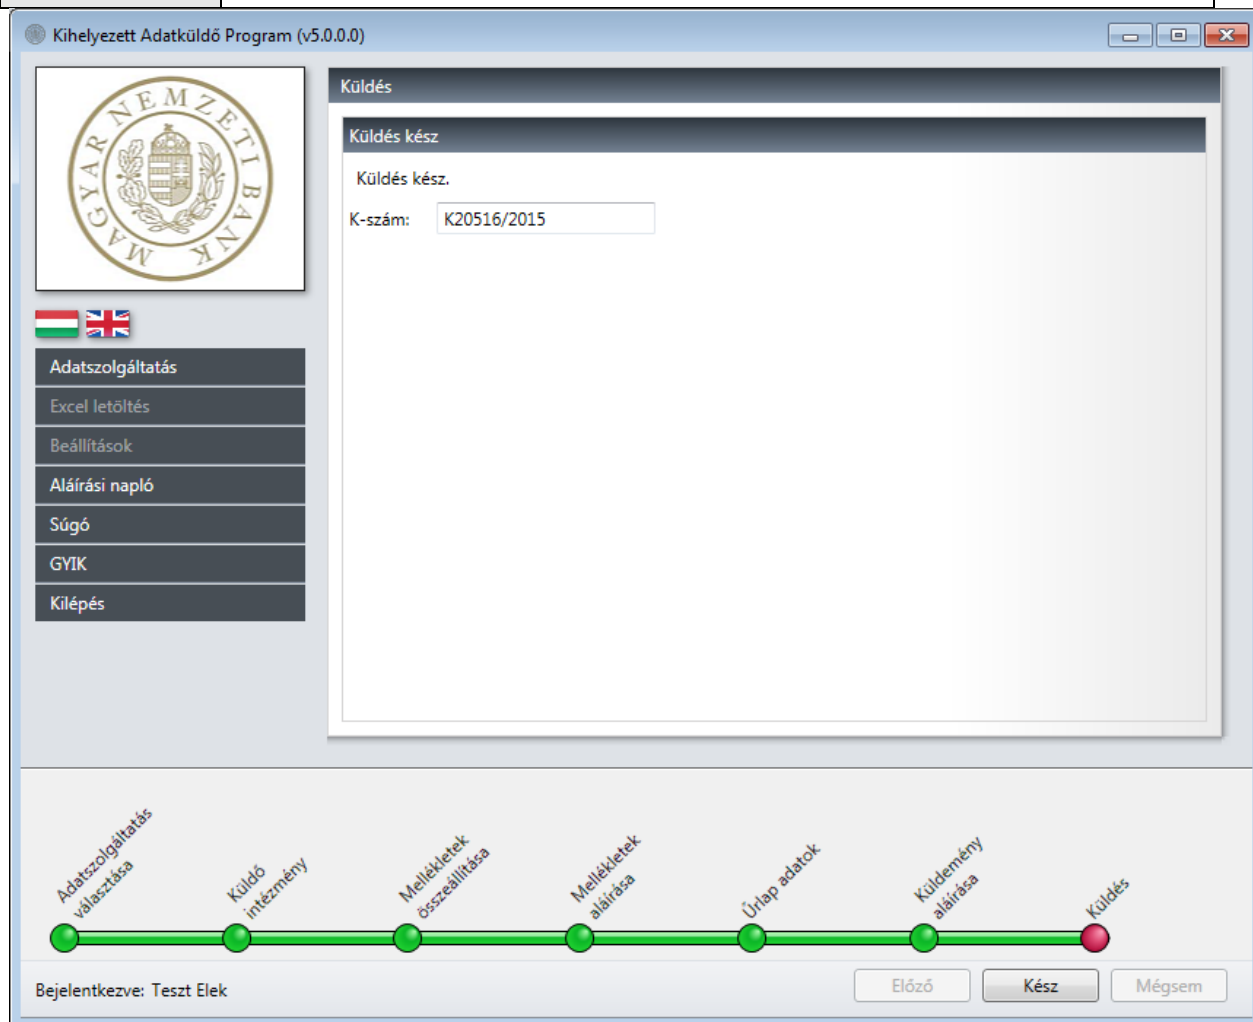 Kihelyezett Adatküldő Program (v5.0.0.0)
MAGYAR NEMZETI BANK
Küldés
Küldés kész
Küldés kész.
K-szám: K20516/2015
Adatszolgáltatás
Excel letöltés
Beállítások
Aláírási napló
Súgó
GYIK
Kilépés
Adatszolgáltatás
választása
Küldő
intézmény
Mellékletek
összeállítása
Mellékletek
aláírása
Űrlap adatok
Küldemény
aláírása
Küldés
Bejelentkezve: Teszt Elek
Előző
Kész
Mégsem